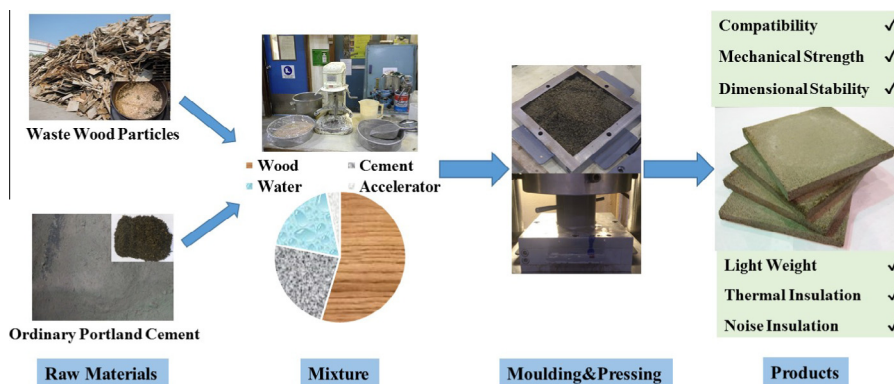 Waste Wood Particles
Ordinary Portland Cement
Raw Materials
Wood
Cement
Water
Accelerator
Mixture
Moulding&Pressing
Compatibility ✓
Mechanical Strength ✓
Dimensional Stability ✓
Light Weight ✓
Thermal Insulation ✓
Noise Insulation ✓
Products